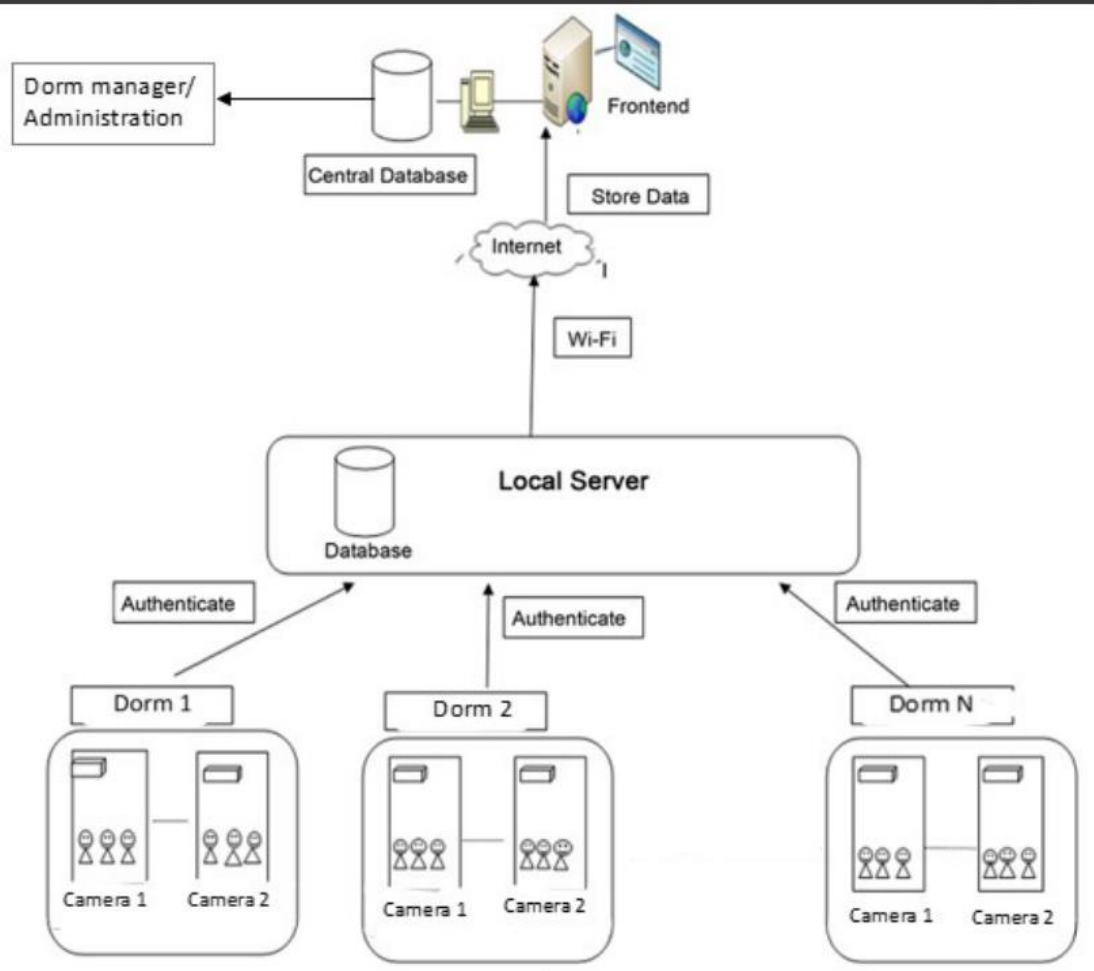 Dorm manager/
Administration
Frontend
Central Database
Store Data
Internet
Wi-Fi
Local Server
Database
Authenticate
Authenticate
Authenticate
Dorm 1
Dorm 2
Dorm N
Camera 1
Camera 2
Camera 1
Camera 2
Camera 1
Camera 2